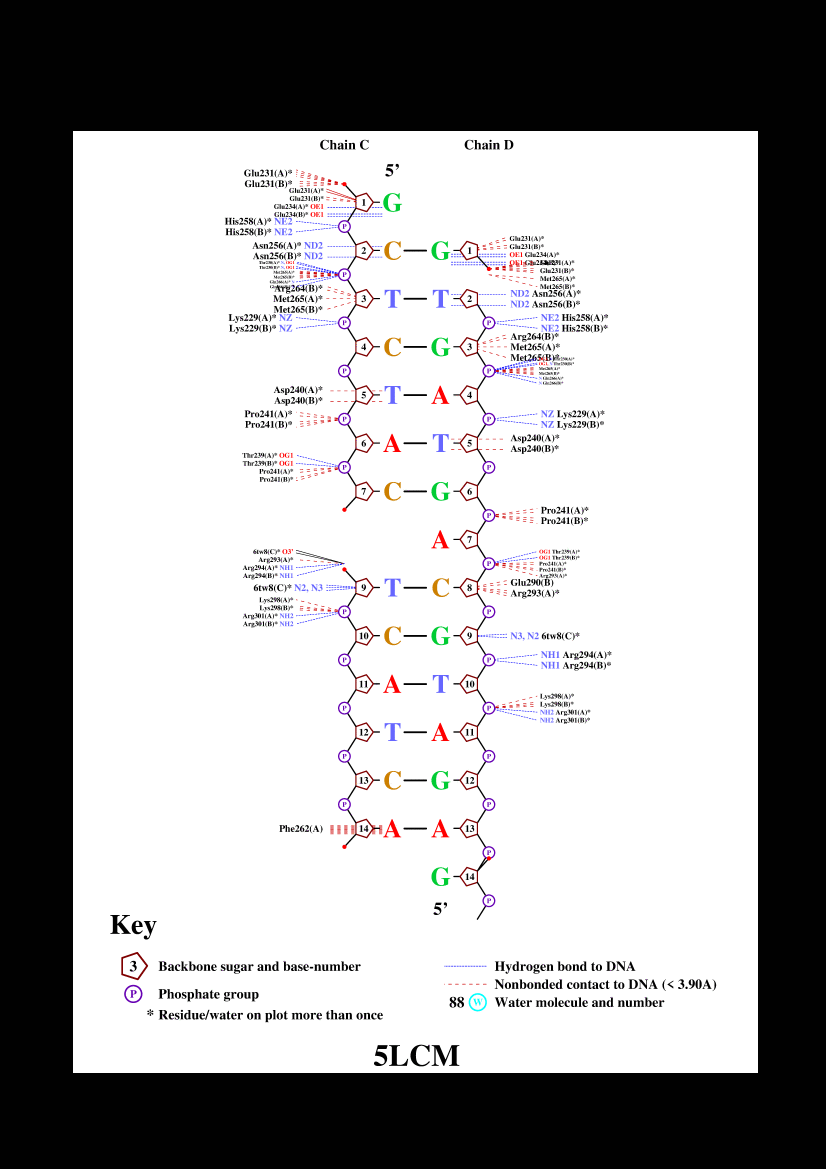 Chain C Chain D
5'
Glu231(A)*
Glu231(B)*
Glu231(A)*
Glu231(B)*
Glu234(A)* OE1
Glu234(B)* OE1
1 G
His258(A)* NE2
His258(B)* NE2
P
Asn256(A)* ND2
Asn256(B)* ND2
2 C G 1
Glu231(A)*
Glu231(B)*
OE1 Glu234(A)*
Glu231(B)*
Met265(A)*
Met265(B)*
P
Arg264(B)*
Met265(A)*
Met265(B)*
3 T T 2
ND2 Asn256(A)*
ND2 Asn256(B)*
Lys229(A)* NZ
Lys229(B)* NZ
P P
NE2 His258(A)*
NE2 His258(B)*
4 C G 3
Arg264(B)*
Met265(A)*
Met265(B)*
P P
Asp240(A)*
Asp240(B)*
5 T A 4
Pro241(A)*
Pro241(B)*
P P
NZ Lys229(A)*
NZ Lys229(B)*
6 A T 5
Asp240(A)*
Asp240(B)*
Thr239(A)* OG1
Thr239(B)* OG1
Pro241(A)*
Pro241(B)*
P P
7 C G 6
P
Pro241(A)*
Pro241(B)*
A 7
6tw8(C)* O3'
Arg293(A)*
Arg294(A)* NH1
Arg294(B)* NH1
P
OG1 Thr239(A)*
OG1 Thr239(B)*
Pro241(A)*
Pro241(B)*
Arg293(A)*
6tw8(C)* N2, N3
9 T C 8
Glu290(B)
Arg293(A)*
Lys298(A)*
Lys298(B)*
Arg301(A)* NH2
Arg301(B)* NH2
P P
10 C G 9
N3, N2 6tw8(C)*
P P
NH1 Arg294(A)*
NH1 Arg294(B)*
11 A T 10
P P
Lys298(A)*
Lys298(B)*
NH2 Arg301(A)*
NH2 Arg301(B)*
12 T A 11
P P
13 C G 12
P P
Phe262(A)
14 A A 13
P
G 14
P
5'
Key
3 Backbone sugar and base-number
P Phosphate group
* Residue/water on plot more than once
Hydrogen bond to DNA
Nonbonded contact to DNA (< 3.90A)
88 W Water molecule and number
5LCM